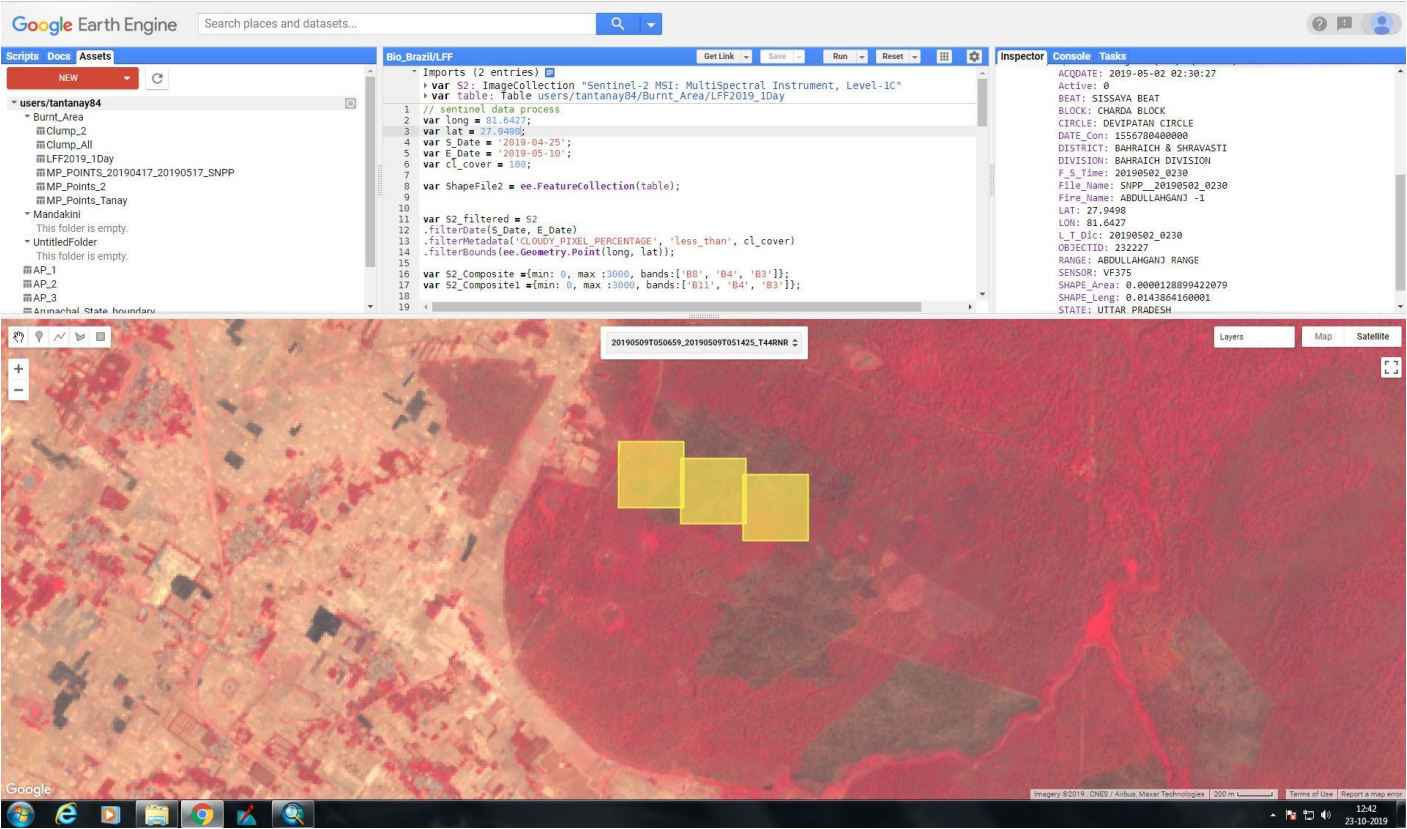 Google Earth Engine
Search places and datasets...
Scripts Docs Assets
NEW
users/tantanay84
Burnt_Area
Clump_2
Clump_All
LFF2019_1Day
MP_POINTS_20190417_20190517_SNPP
MP_Points_2
MP_Points_Tanay
Mandakini
This folder is empty.
UntitledFolder
This folder is empty.
AP_1
AP_2
AP_3
Arunachal_State_boundary
Bio_Brazil/LFF
Get Link Save Run Reset
Imports (2 entries)
var S2: ImageCollection "Sentinel-2 MSI: MultiSpectral Instrument, Level-1C"
var table: Table users/tantanay84/Burnt_Area/LFF2019_1Day
1 // sentinel data process
2 var long = 81.6427;
3 var lat = 27.9498;
4 var S_Date = '2019-04-25';
5 var E_Date = '2019-05-10';
6 var cl_cover = 100;
7
8 var ShapeFile2 = ee.FeatureCollection(table);
9
10
11 var S2_filtered = S2
12 .filterDate(S_Date, E_Date)
13 .filterMetadata('CLOUDY_PIXEL_PERCENTAGE', 'less_than', cl_cover)
14 .filterBounds(ee.Geometry.Point(long, lat));
15
16 var S2_Composite ={min: 0, max :3000, bands:['B8', 'B4', 'B3']};
17 var S2_Composite1 ={min: 0, max :3000, bands:['B11', 'B4', 'B3']};
18
19
Inspector Console Tasks
ACQDATE: 2019-05-02 02:30:27
Active: 0
BEAT: SISSAYA BEAT
BLOCK: CHARDA BLOCK
CIRCLE: DEVIPATAN CIRCLE
DATE_Con: 1556780400000
DISTRICT: BAHRAICH & SHRAVASTI
DIVISION: BAHRAICH DIVISION
F_S_Time: 20190502_0230
File_Name: SNPP__20190502_0230
Fire_Name: ABDULLAHGANJ -1
LAT: 27.9498
LON: 81.6427
L_T_Dic: 20190502_0230
OBJECTID: 232227
RANGE: ABDULLAHGANJ RANGE
SENSOR: VF375
SHAPE_Area: 0.0000128899422079
SHAPE_Leng: 0.0143864160001
STATE: UTTAR PRADESH
20190509T050659_20190509T051425_T44RNR
Layers
Map Satellite
Google
Imagery ©2019 , CNES / Airbus, Maxar Technologies 200 m Terms of Use Report a map error
12:42
23-10-2019